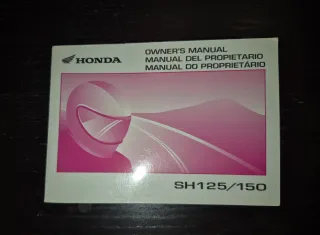 HONDA
OWNER'S MANUAL
MANUAL DEL PROPIETARIO
MANUAL DO PROPRIETÁRIO
SH125/150